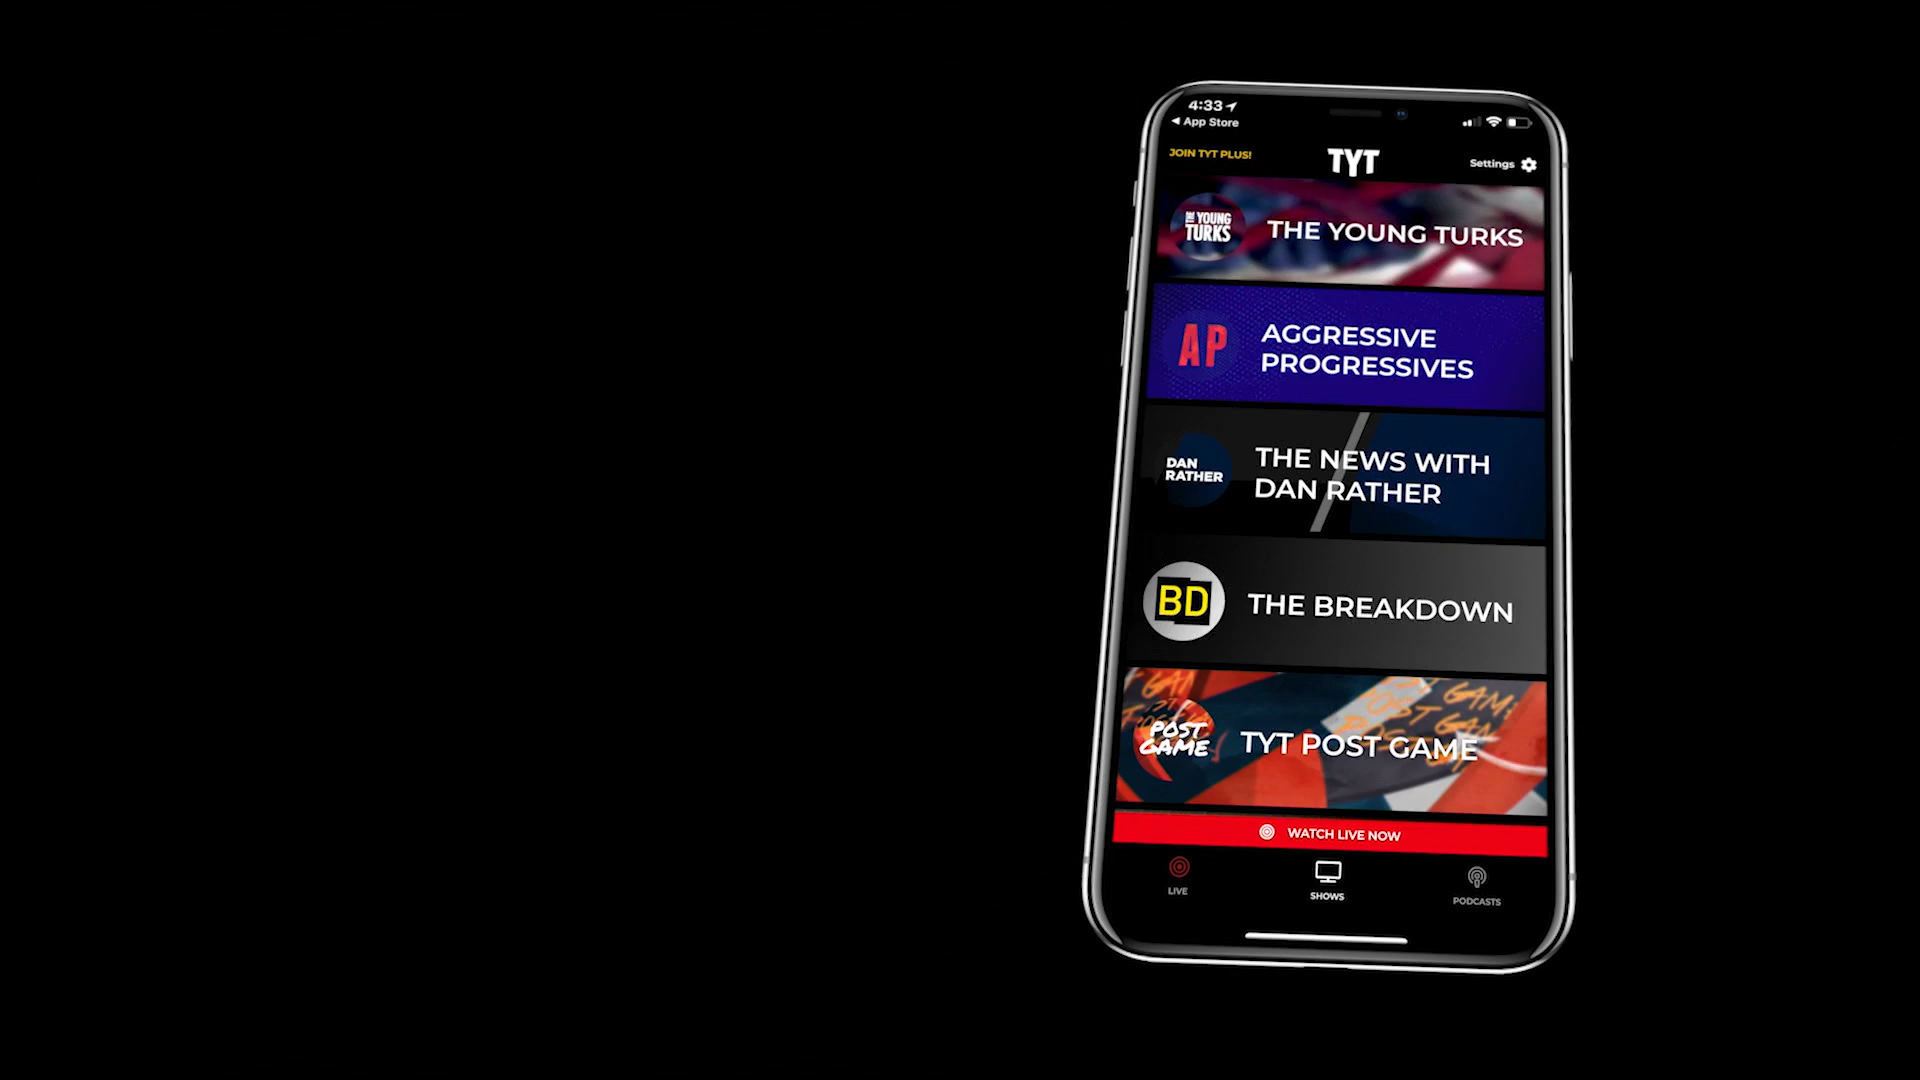 4:33
App Store
JOIN TYT PLUS!
TYT
Settings
THE YOUNG TURKS
THE YOUNG TURKS
AP
AGGRESSIVE
PROGRESSIVES
DAN
RATHER
THE NEWS WITH
DAN RATHER
BD
THE BREAKDOWN
POST
GAME
TYT POST GAME
WATCH LIVE NOW
LIVE
SHOWS
PODCASTS